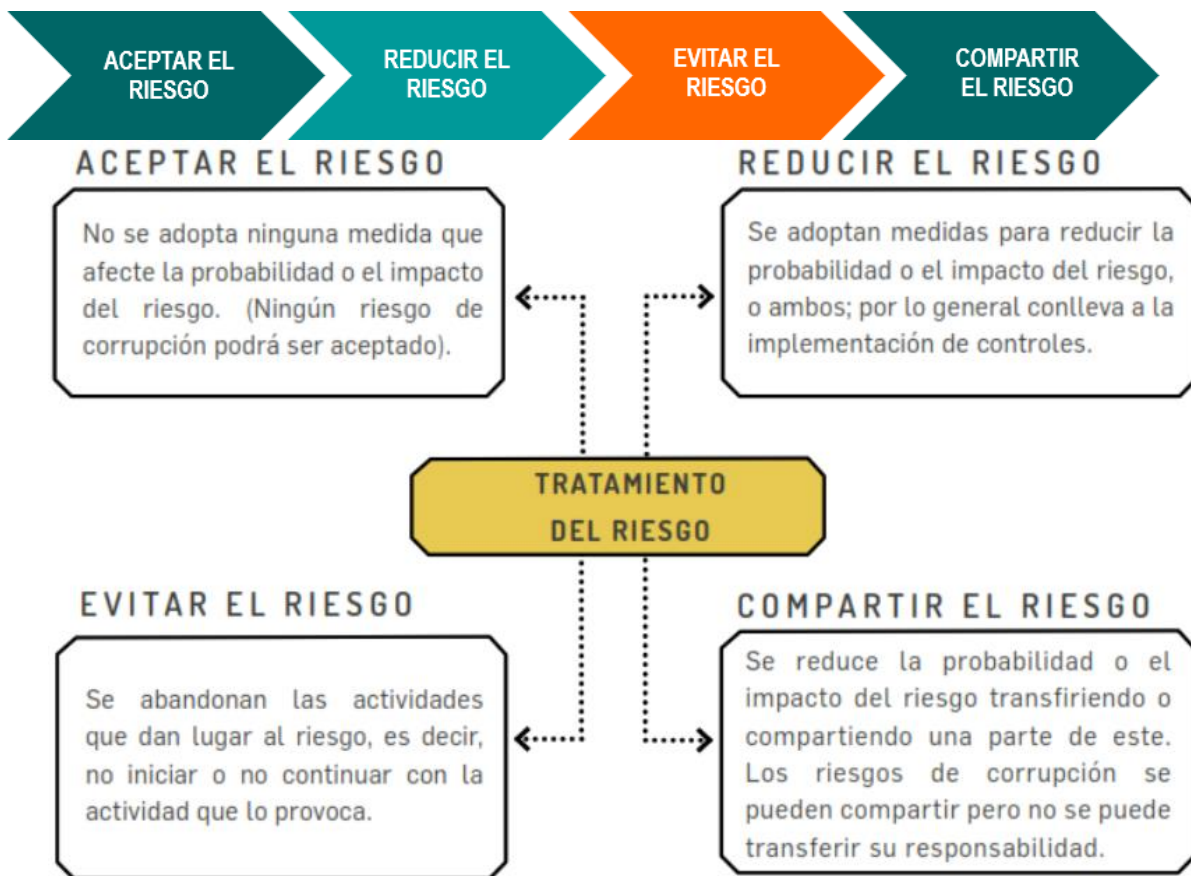 ACEPTAR EL
RIESGO
REDUCIR EL
RIESGO
EVITAR EL
RIESGO
COMPARTIR
EL RIESGO
ACEPTAR EL RIESGO
No se adopta ninguna medida que
afecte la probabilidad o el impacto
del riesgo. (Ningún riesgo de
corrupción podrá ser aceptado).
REDUCIR EL RIESGO
Se adoptan medidas para reducir la
probabilidad o el impacto del riesgo,
o ambos; por lo general conlleva a la
implementación de controles.
TRATAMIENTO
DEL RIESGO
EVITAR EL RIESGO
Se abandonan las actividades
que dan lugar al riesgo, es decir,
no iniciar o no continuar con la
actividad que lo provoca.
COMPARTIR EL RIESGO
Se reduce la probabilidad o el
impacto del riesgo transfiriendo o
compartiendo una parte de este.
Los riesgos de corrupción se
pueden compartir pero no se puede
transferir su responsabilidad.